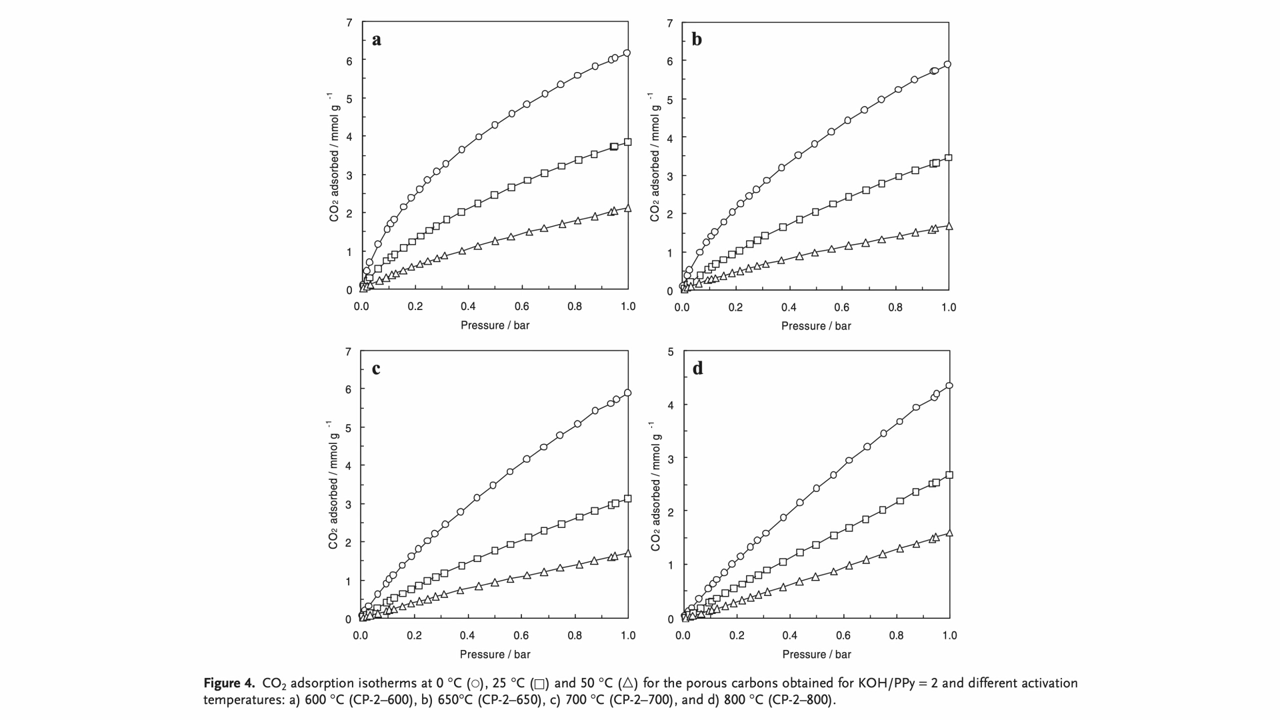 a
7
6
5
4
3
2
1
0
CO2 adsorbed / mmol g -1
0.0 0.2 0.4 0.6 0.8 1.0
Pressure / bar
b
7
6
5
4
3
2
1
0
CO2 adsorbed / mmol g -1
0.0 0.2 0.4 0.6 0.8 1.0
Pressure / bar
c
7
6
5
4
3
2
1
0
CO2 adsorbed / mmol g -1
0.0 0.2 0.4 0.6 0.8 1.0
Pressure / bar
d
5
4
3
2
1
0
CO2 adsorbed / mmol g -1
0.0 0.2 0.4 0.6 0.8 1.0
Pressure / bar
Figure 4. CO2 adsorption isotherms at 0 °C (○), 25 °C (□) and 50 °C (△) for the porous carbons obtained for KOH/PPy = 2 and different activation
temperatures: a) 600 °C (CP-2–600), b) 650°C (CP-2–650), c) 700 °C (CP-2–700), and d) 800 °C (CP-2–800).